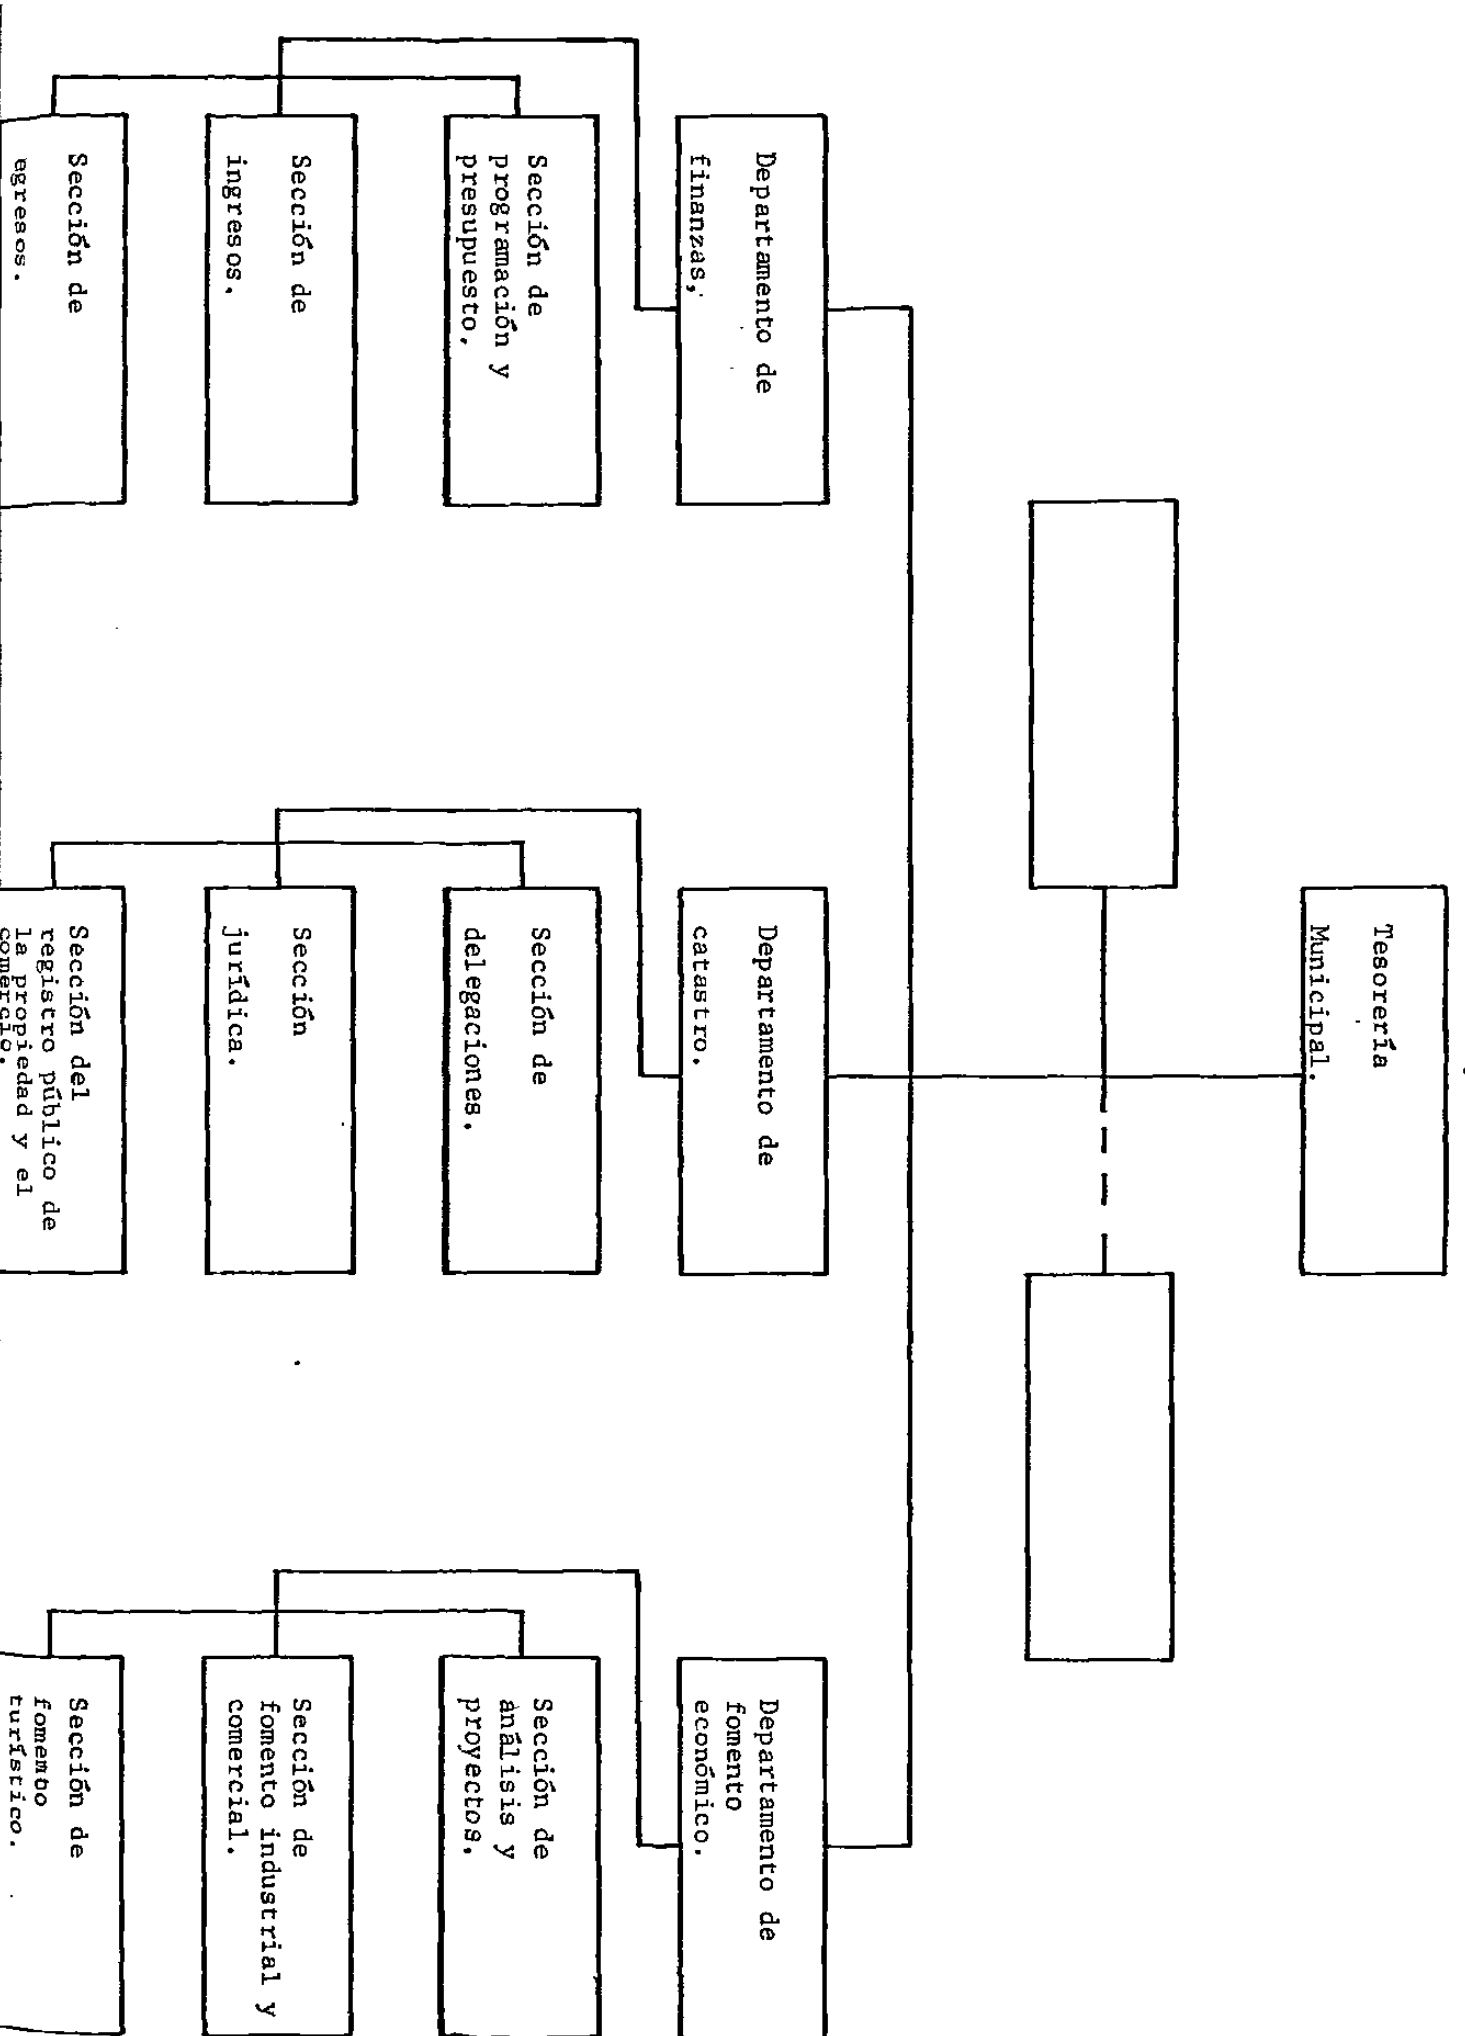 Tesorería
Municipal.
Departamento de
finanzas,
Departamento de
catastro.
Departamento de
fomento
económico.
Sección de
programación y
presupuesto.
Sección de
delegaciones.
Sección de
análisis y
proyectos.
Sección de
ingresos.
Sección
jurídica.
Sección de
fomento industrial y
comercial.
Sección de
egresos.
Sección del
registro público de
la propiedad y el
comercio.
Sección de
fomento
turístico.